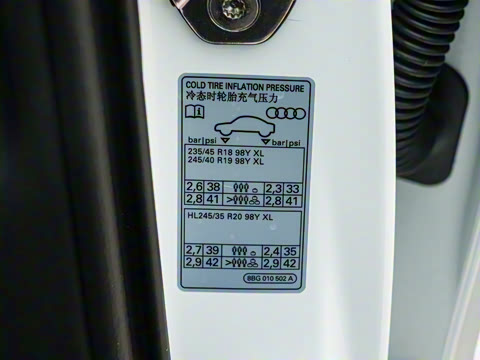 COLD TIRE INFLATION PRESSURE
冷态时轮胎充气压力
bar|psi bar|psi
235/45 R18 98Y XL
245/40 R19 98Y XL
2,6 38 2,3 33
2,8 41 > 2,8 41
HL245/35 R20 98Y XL
2,7 39 2,4 35
2,9 42 > 2,9 42
8BG 010 502 A